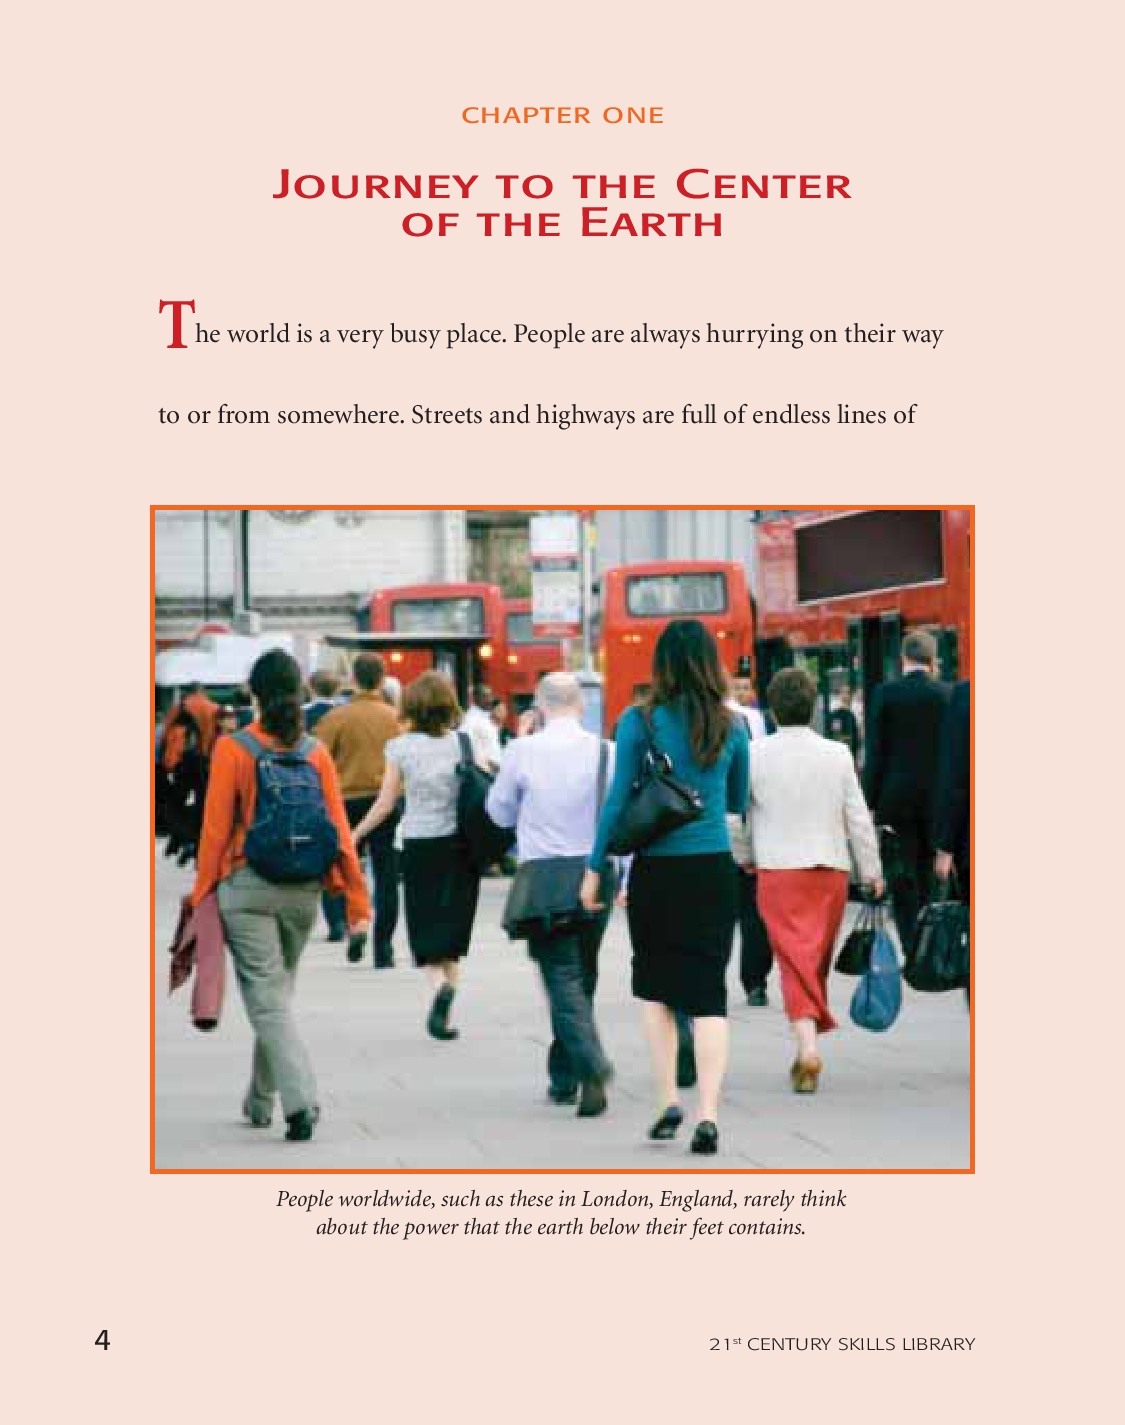 CHAPTER ONE
JOURNEY TO THE CENTER
OF THE EARTH
The world is a very busy place. People are always hurrying on their way
to or from somewhere. Streets and highways are full of endless lines of
People worldwide, such as these in London, England, rarely think
about the power that the earth below their feet contains.
4
21st CENTURY SKILLS LIBRARY